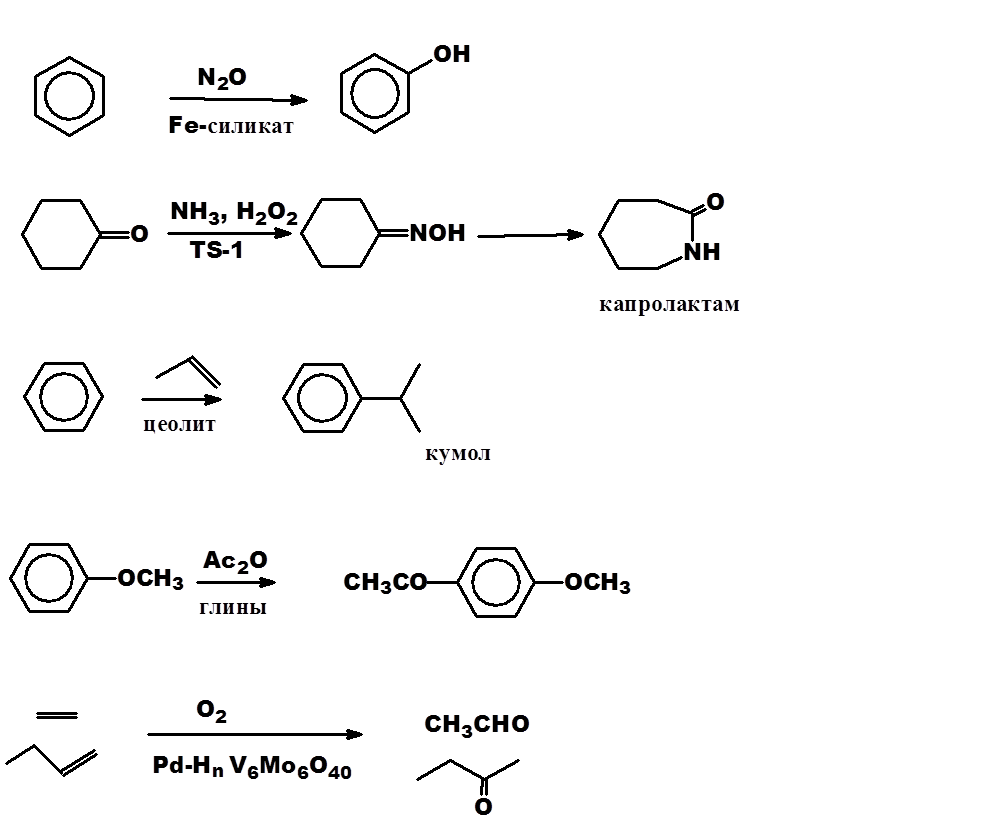 OH
N₂O
Fe-силикат
NH₃, H₂O₂
O
NOH
TS-1
O
NH
капролактам
цеолит
кумол
OCH₃
Ac₂O
глины
CH₃CO
OCH₃
O₂
CH₃CHO
Pd-Hₙ V₆Mo₆O₄₀
O